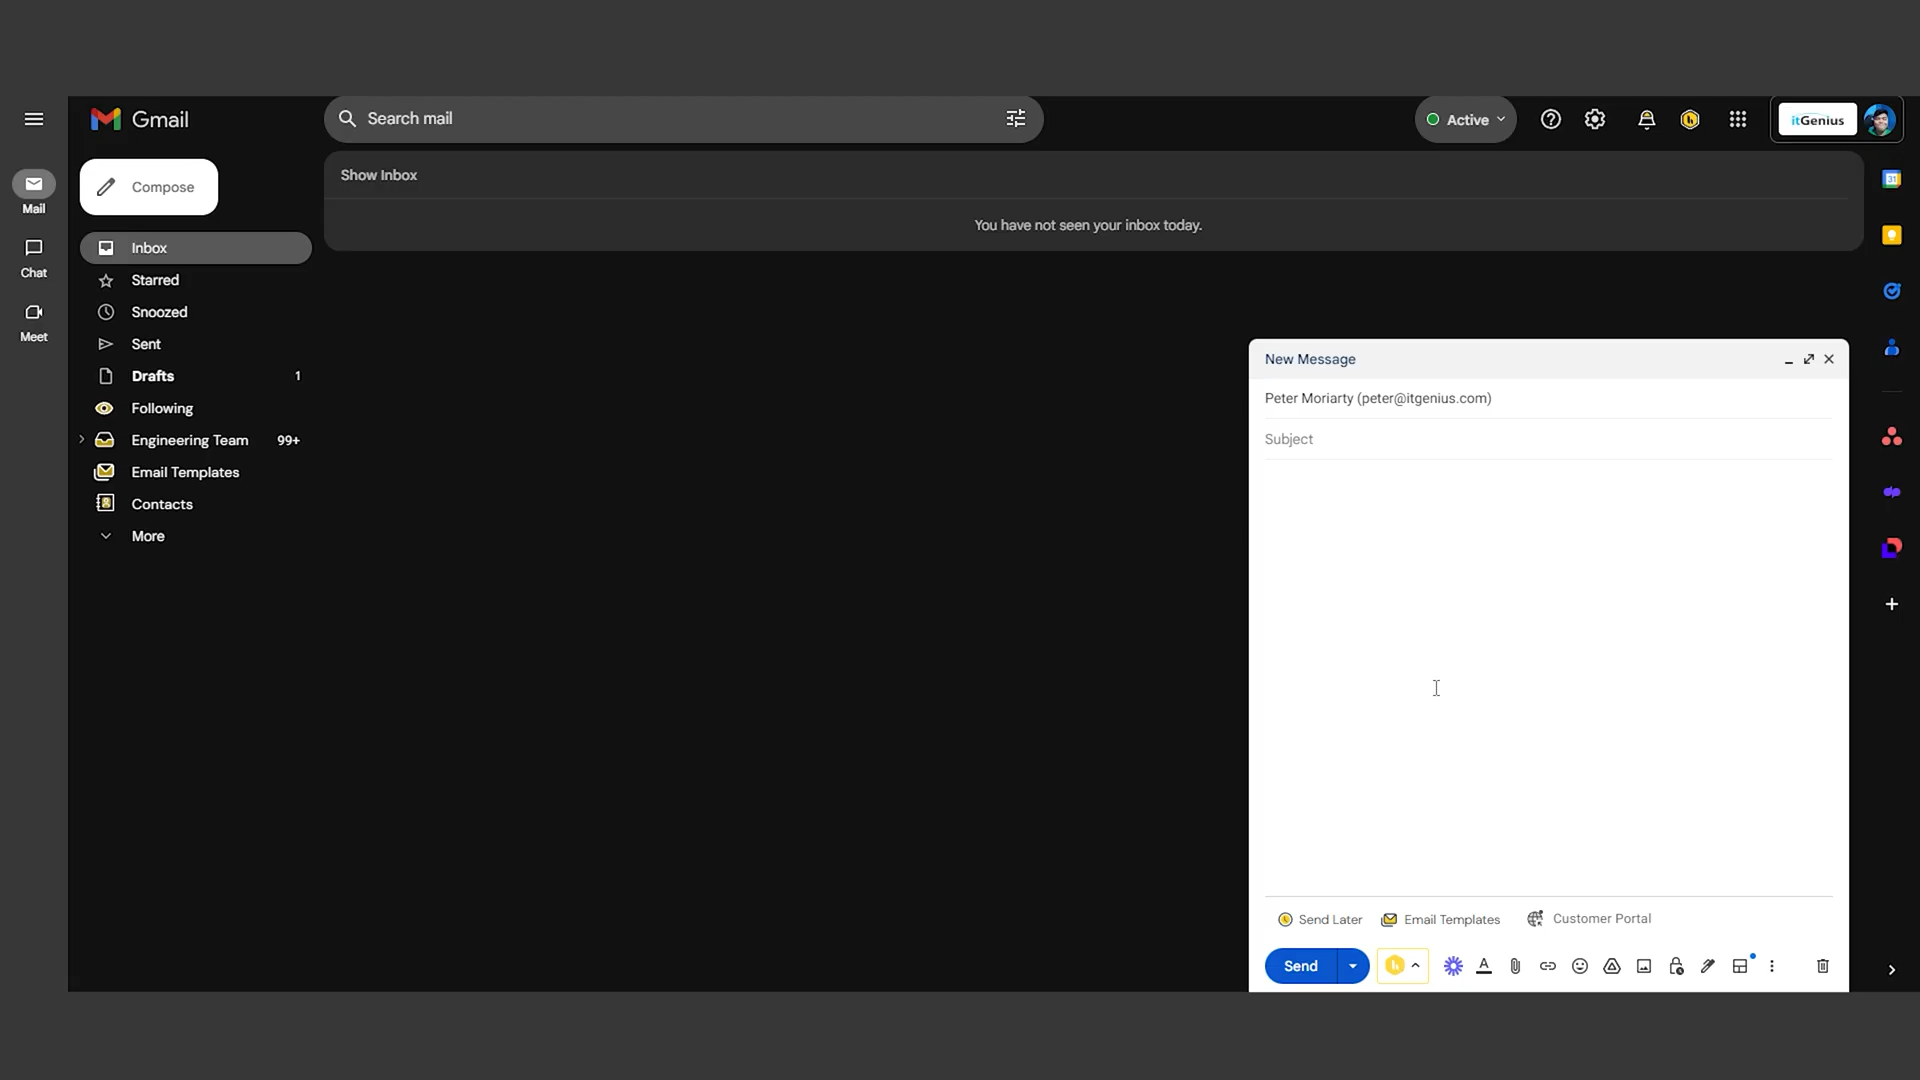 Gmail
Search mail
Active
itGenius
Compose
Show Inbox
You have not seen your inbox today.
Mail
Chat
Meet
Inbox
Starred
Snoozed
Sent
Drafts 1
Following
Engineering Team 99+
Email Templates
Contacts
More
31
New Message
Peter Moriarty (peter@itgenius.com)
Subject
Send Later Email Templates Customer Portal
Send